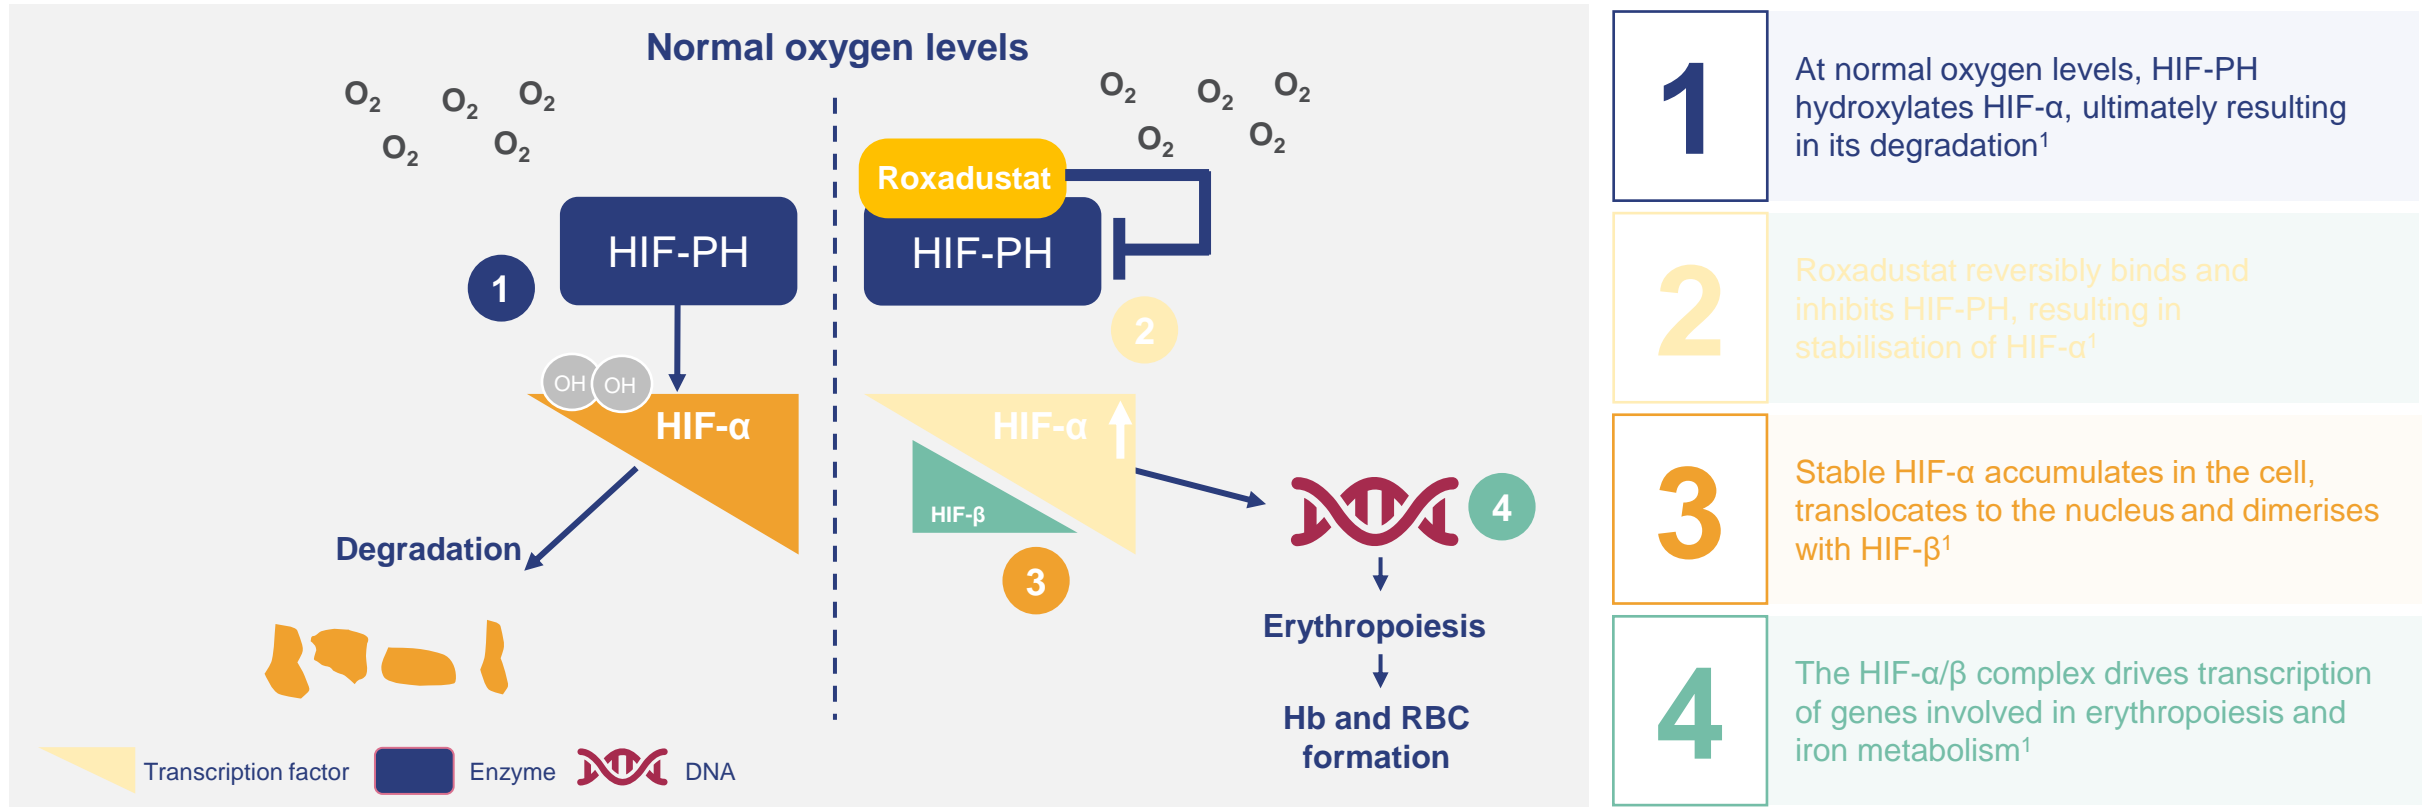 Normal oxygen levels
O₂
O₂
O₂
O₂
O₂
O₂
O₂
O₂
O₂
O₂
HIF-PH
1
OH
OH
HIF-α
Degradation
Roxadustat
HIF-PH
2
HIF-α
HIF-β
3
4
Erythropoiesis
Hb and RBC
formation
Transcription factor
Enzyme
DNA
1
At normal oxygen levels, HIF-PH
hydroxylates HIF-α, ultimately resulting
in its degradation¹
2
Roxadustat reversibly binds and
inhibits HIF-PH, resulting in
stabilisation of HIF-α¹
3
Stable HIF-α accumulates in the cell,
translocates to the nucleus and dimerises
with HIF-β¹
4
The HIF-α/β complex drives transcription
of genes involved in erythropoiesis and
iron metabolism¹